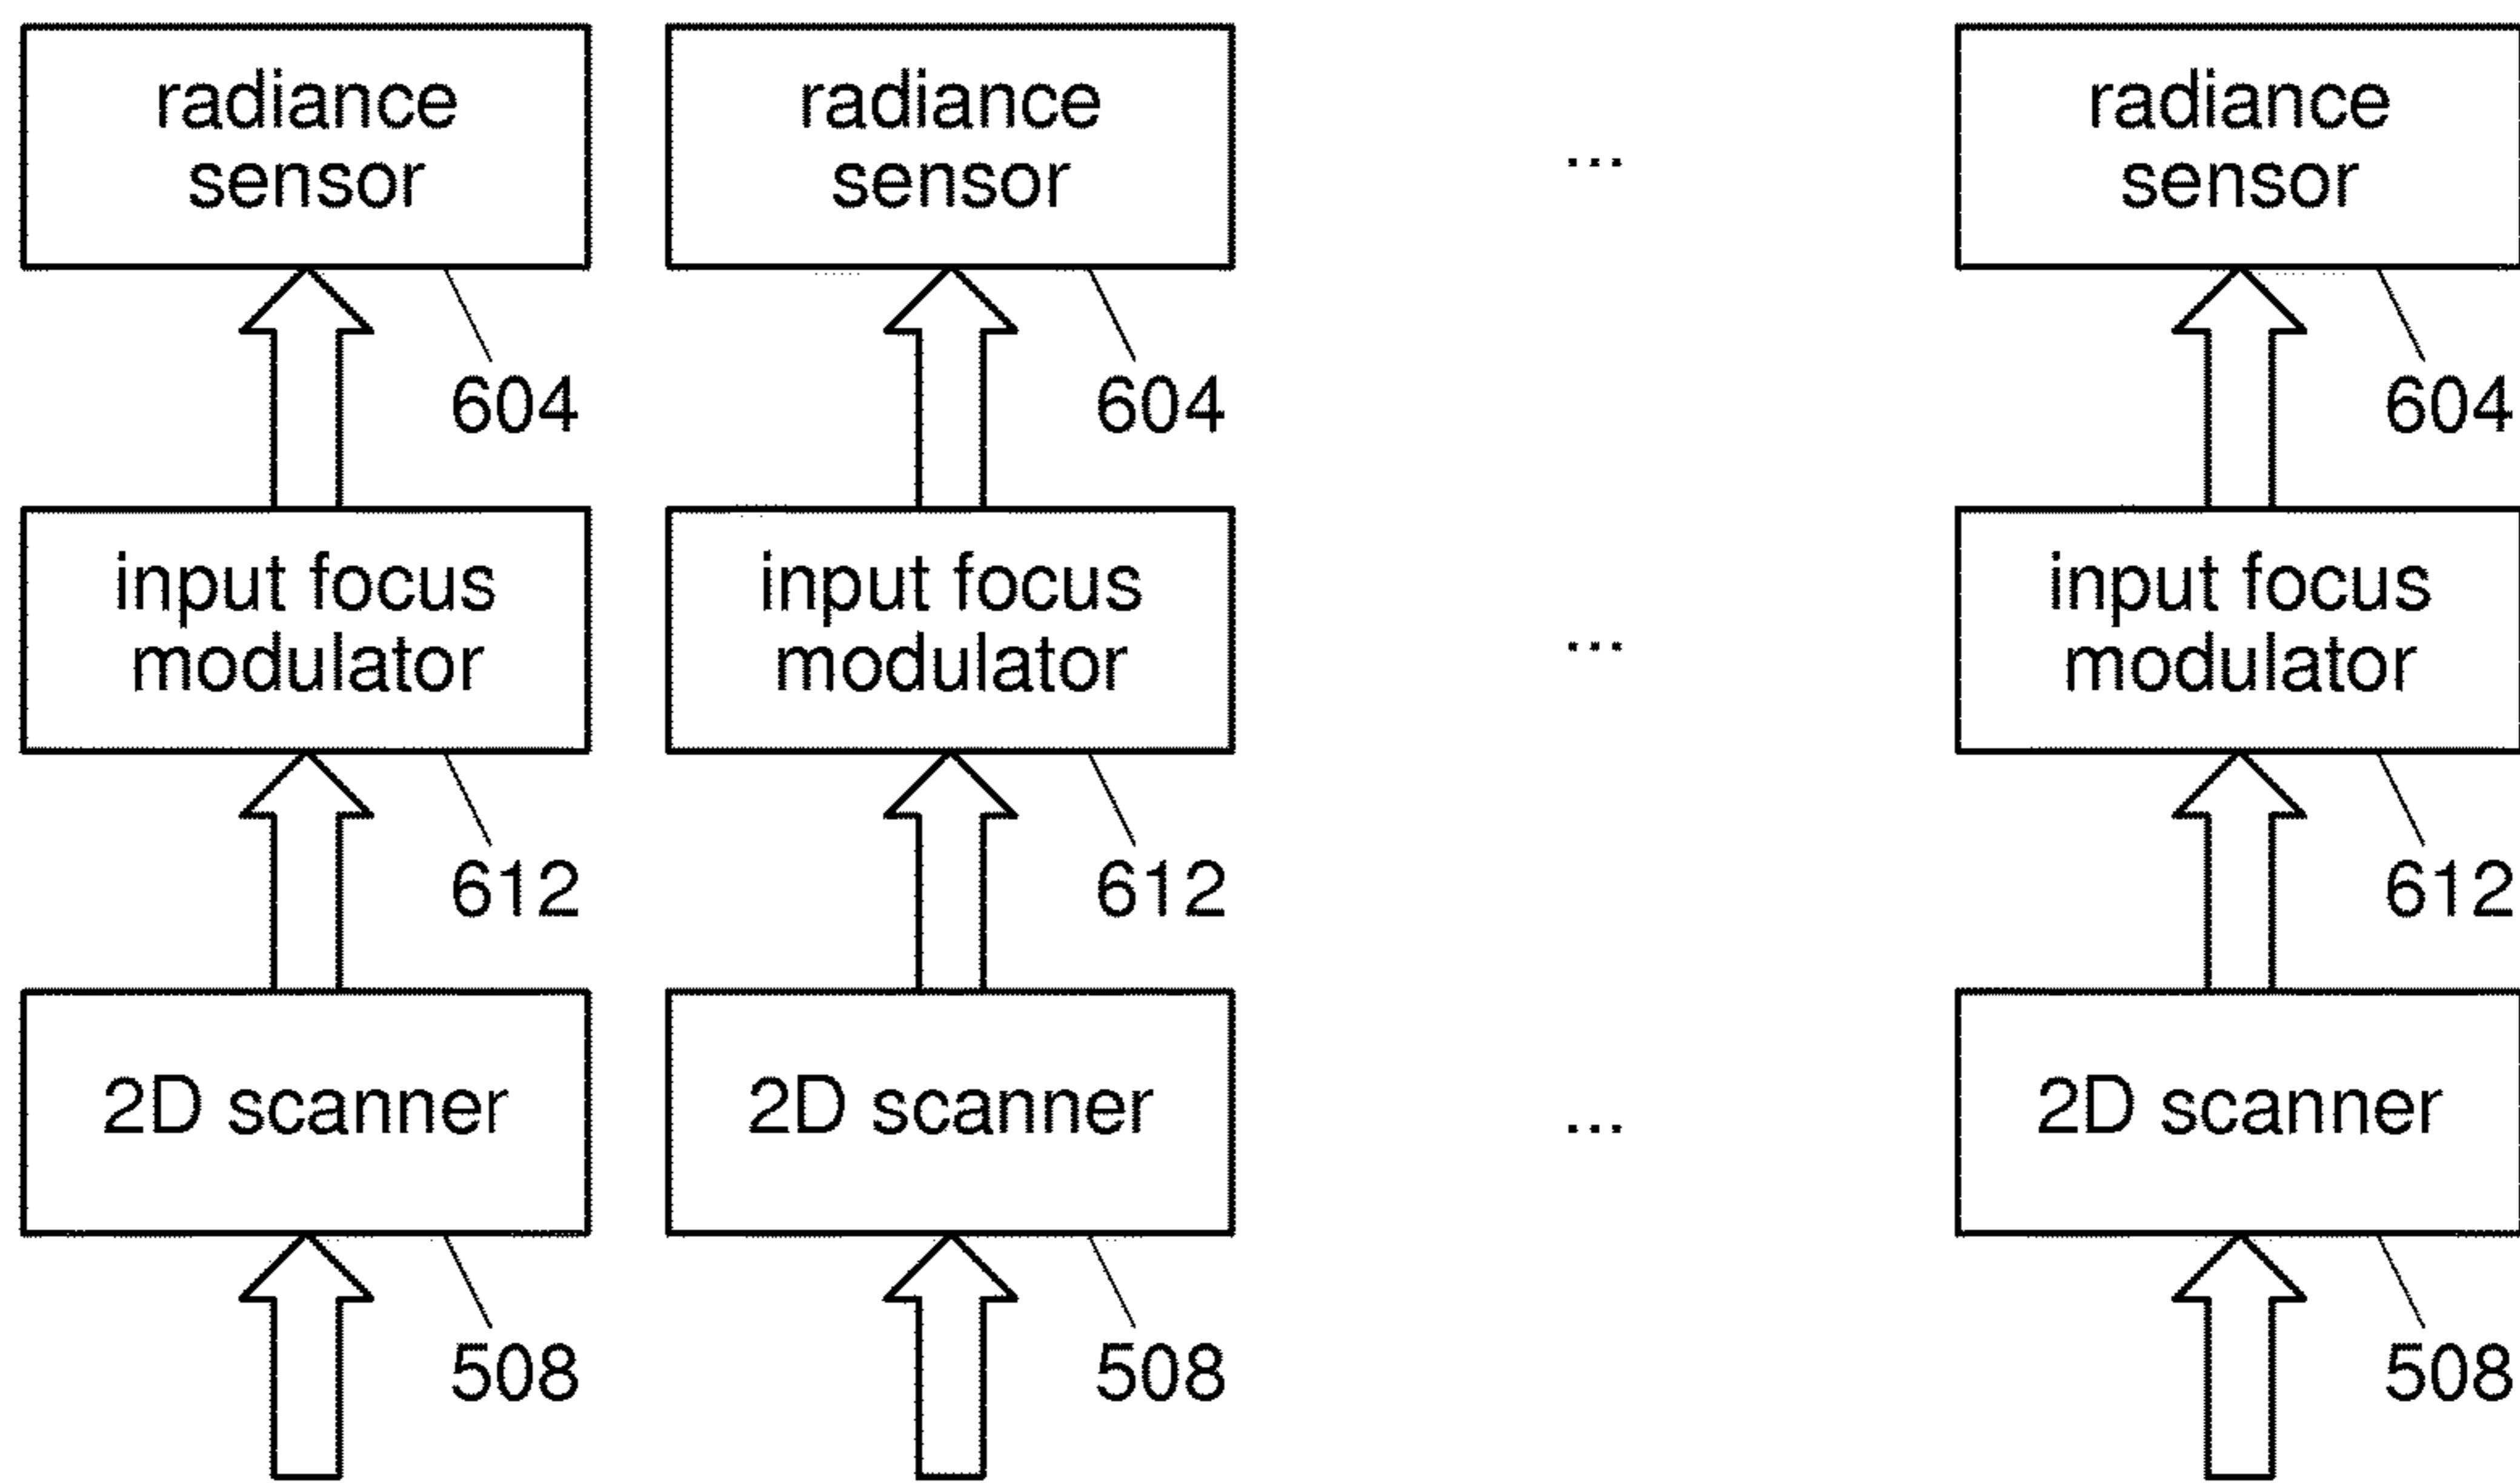 radiance sensor radiance sensor ... radiance sensor
604 604 604
input focus modulator input focus modulator ... input focus modulator
612 612 612
2D scanner 2D scanner ... 2D scanner
508 508 508